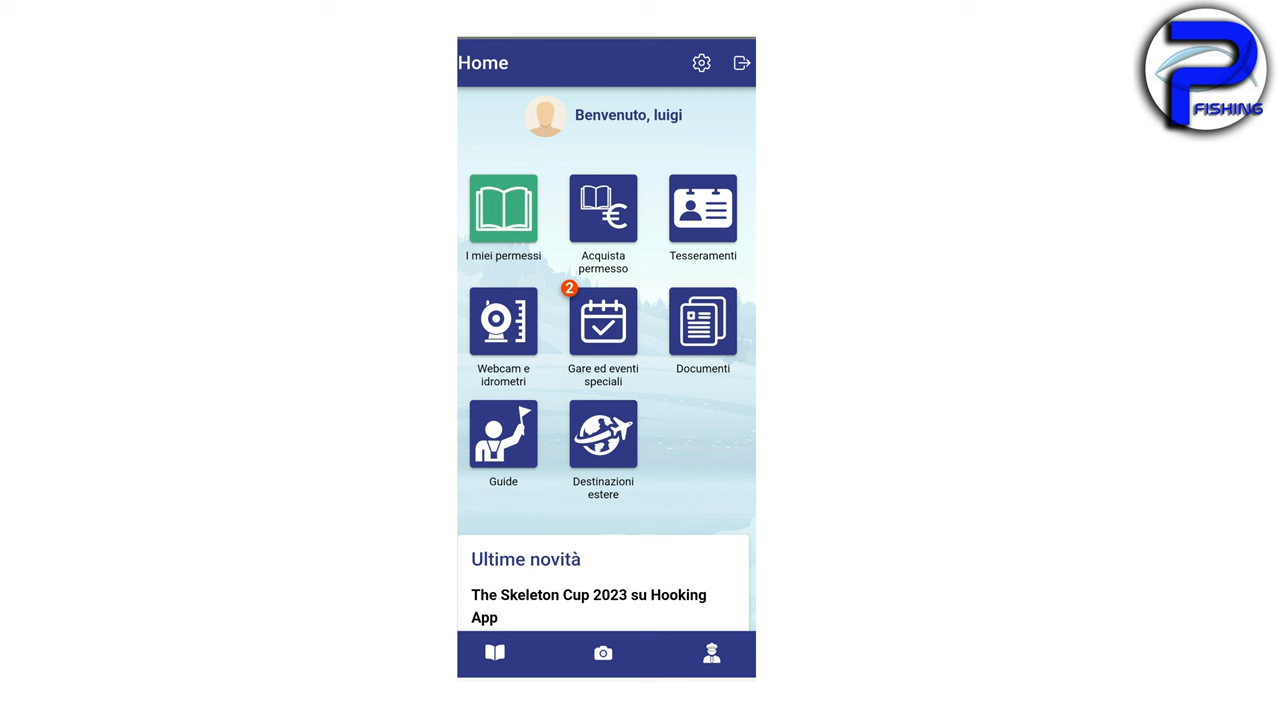 Home
Benvenuto, luigi
I miei permessi
Acquista
permesso
Tesseramenti
2
Webcam e
idrometri
Gare ed eventi
speciali
Documenti
Guide
Destinazioni
estere
Ultime novità
The Skeleton Cup 2023 su Hooking
App
P
FISHING